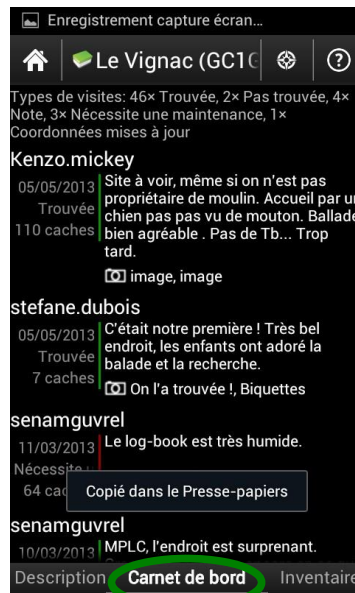 Enregistrement capture écran...
Le Vignac (GC1G
Types de visites: 46× Trouvée, 2× Pas trouvée, 4×
Note, 3× Nécessite une maintenance, 1×
Coordonnées mises à jour
Kenzo.mickey
05/05/2013
Trouvée
110 caches
Site à voir, même si on n'est pas
propriétaire de moulin. Accueil par un
chien pas pas vu de mouton. Ballade
bien agréable . Pas de Tb... Trop
tard.
image, image
stefane.dubois
05/05/2013
Trouvée
7 caches
C'était notre première ! Très bel
endroit, les enfants ont adoré la
balade et la recherche.
On l'a trouvée !, Biquettes
senamguvrel
11/03/2013
Nécessite
64 cac
Le log-book est très humide.
Copié dans le Presse-papiers
senamguvrel
10/03/2013
MPLC, l'endroit est surprenant.
Description
Carnet de bord
Inventaire